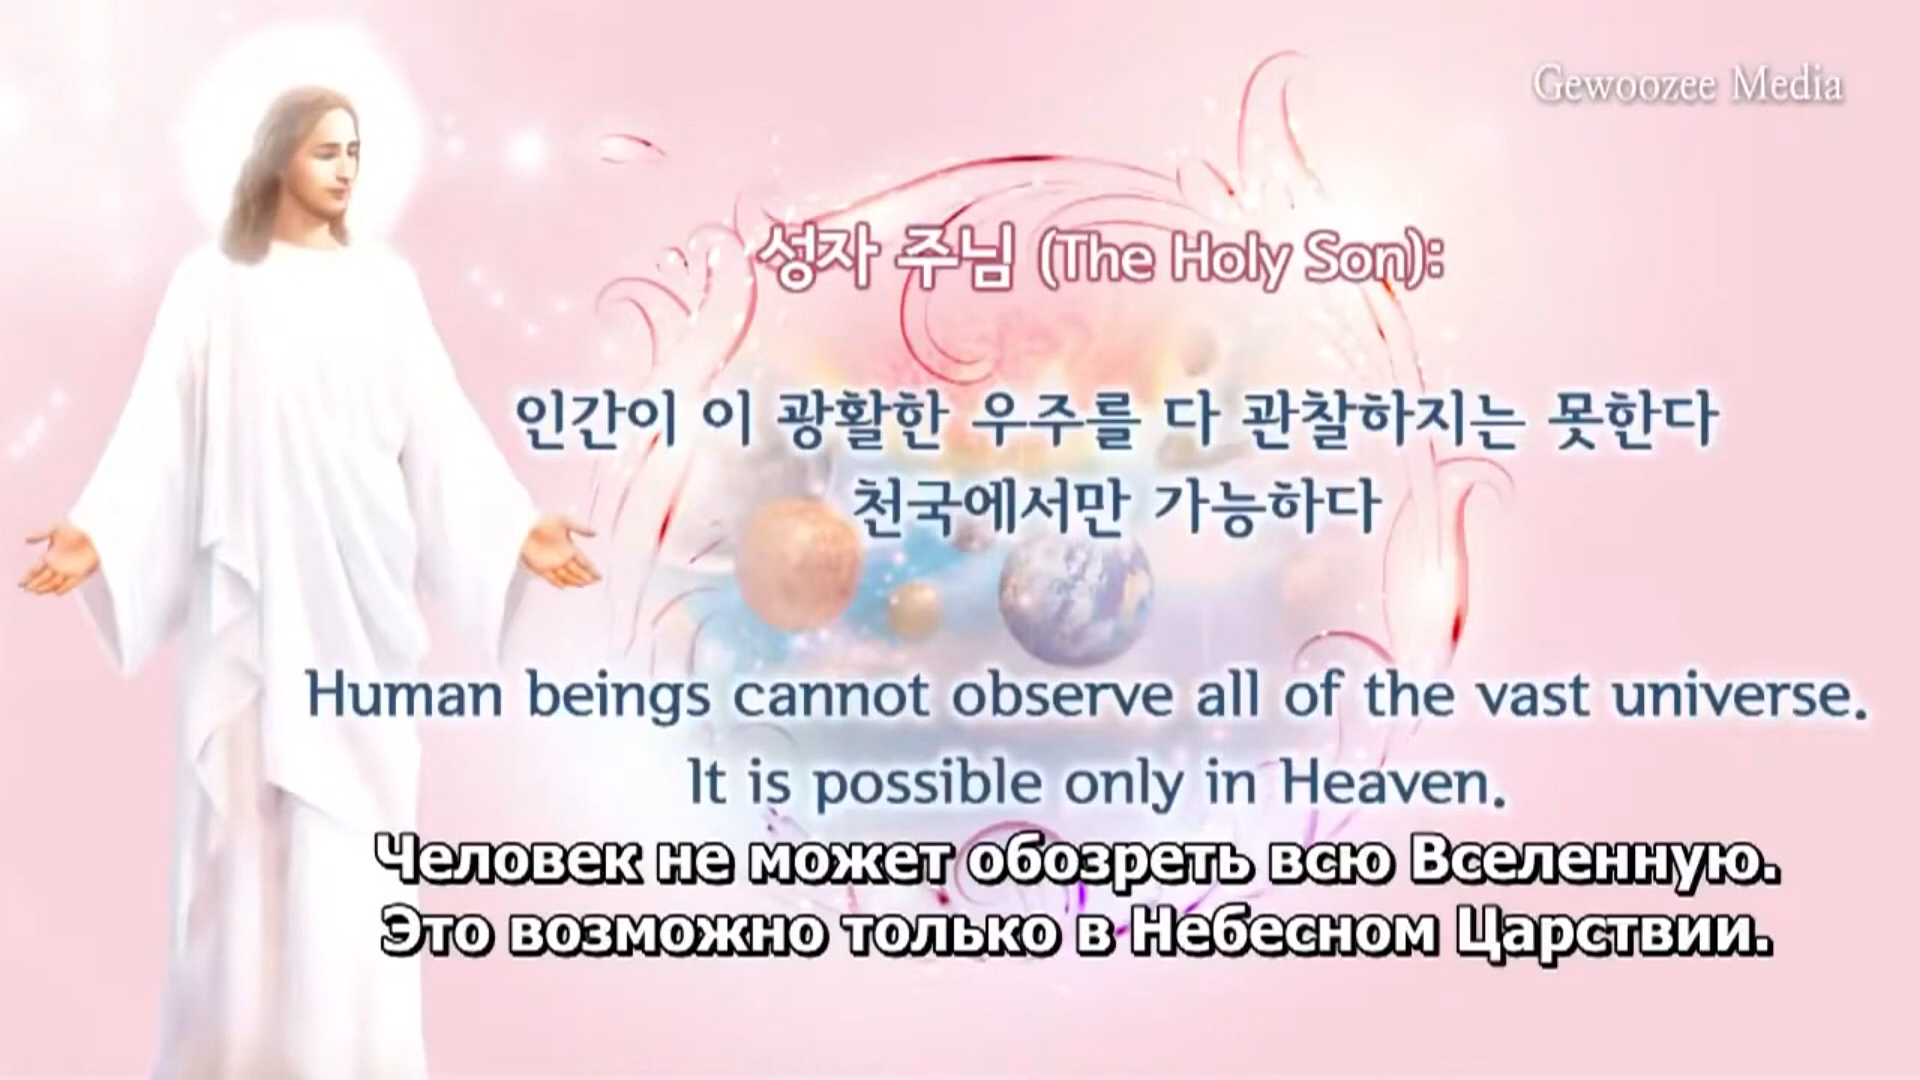 Gewoozee Media
성자 주님 (The Holy Son):
인간이 이 광활한 우주를 다 관찰하지는 못한다
천국에서만 가능하다
Human beings cannot observe all of the vast universe.
It is possible only in Heaven.
Человек не может обозреть всю Вселенную.
Это возможно только в Небесном Царствии.